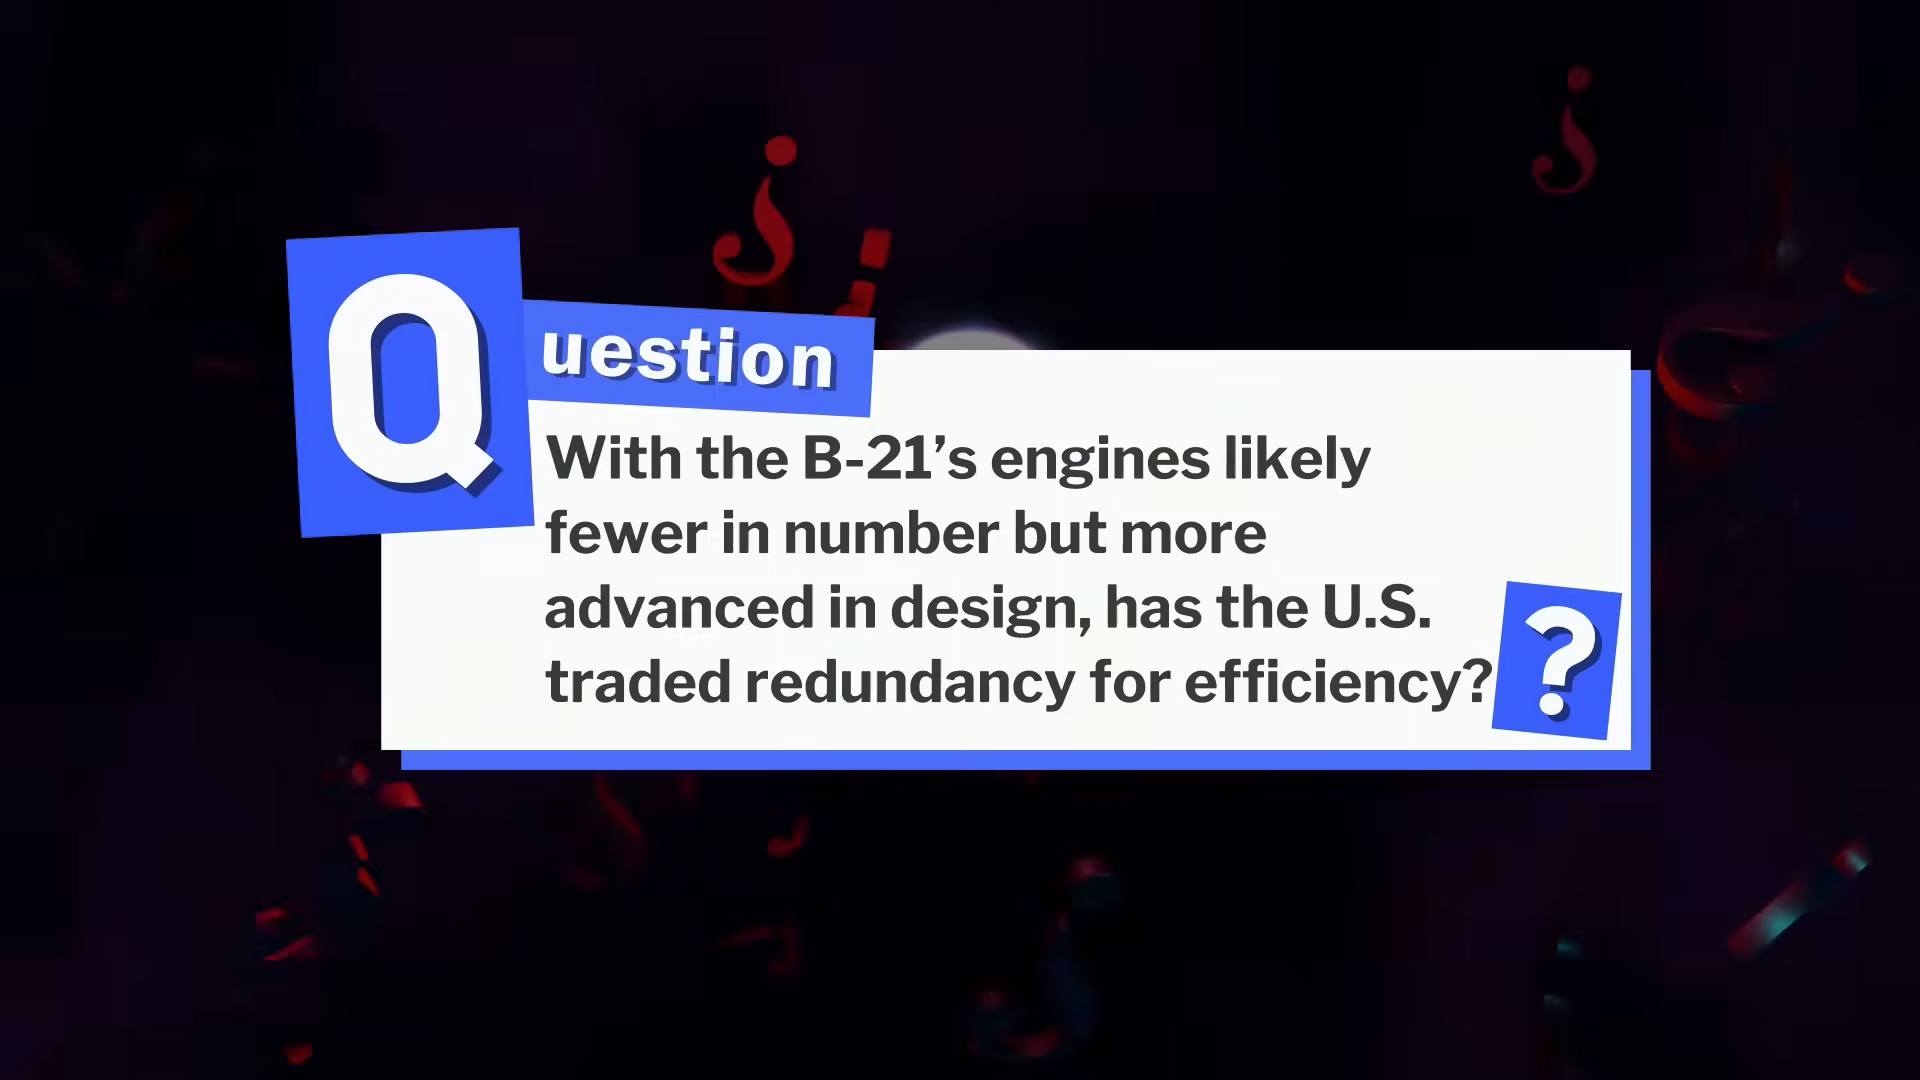 Question
With the B-21’s engines likely
fewer in number but more
advanced in design, has the U.S.
traded redundancy for efficiency?
?